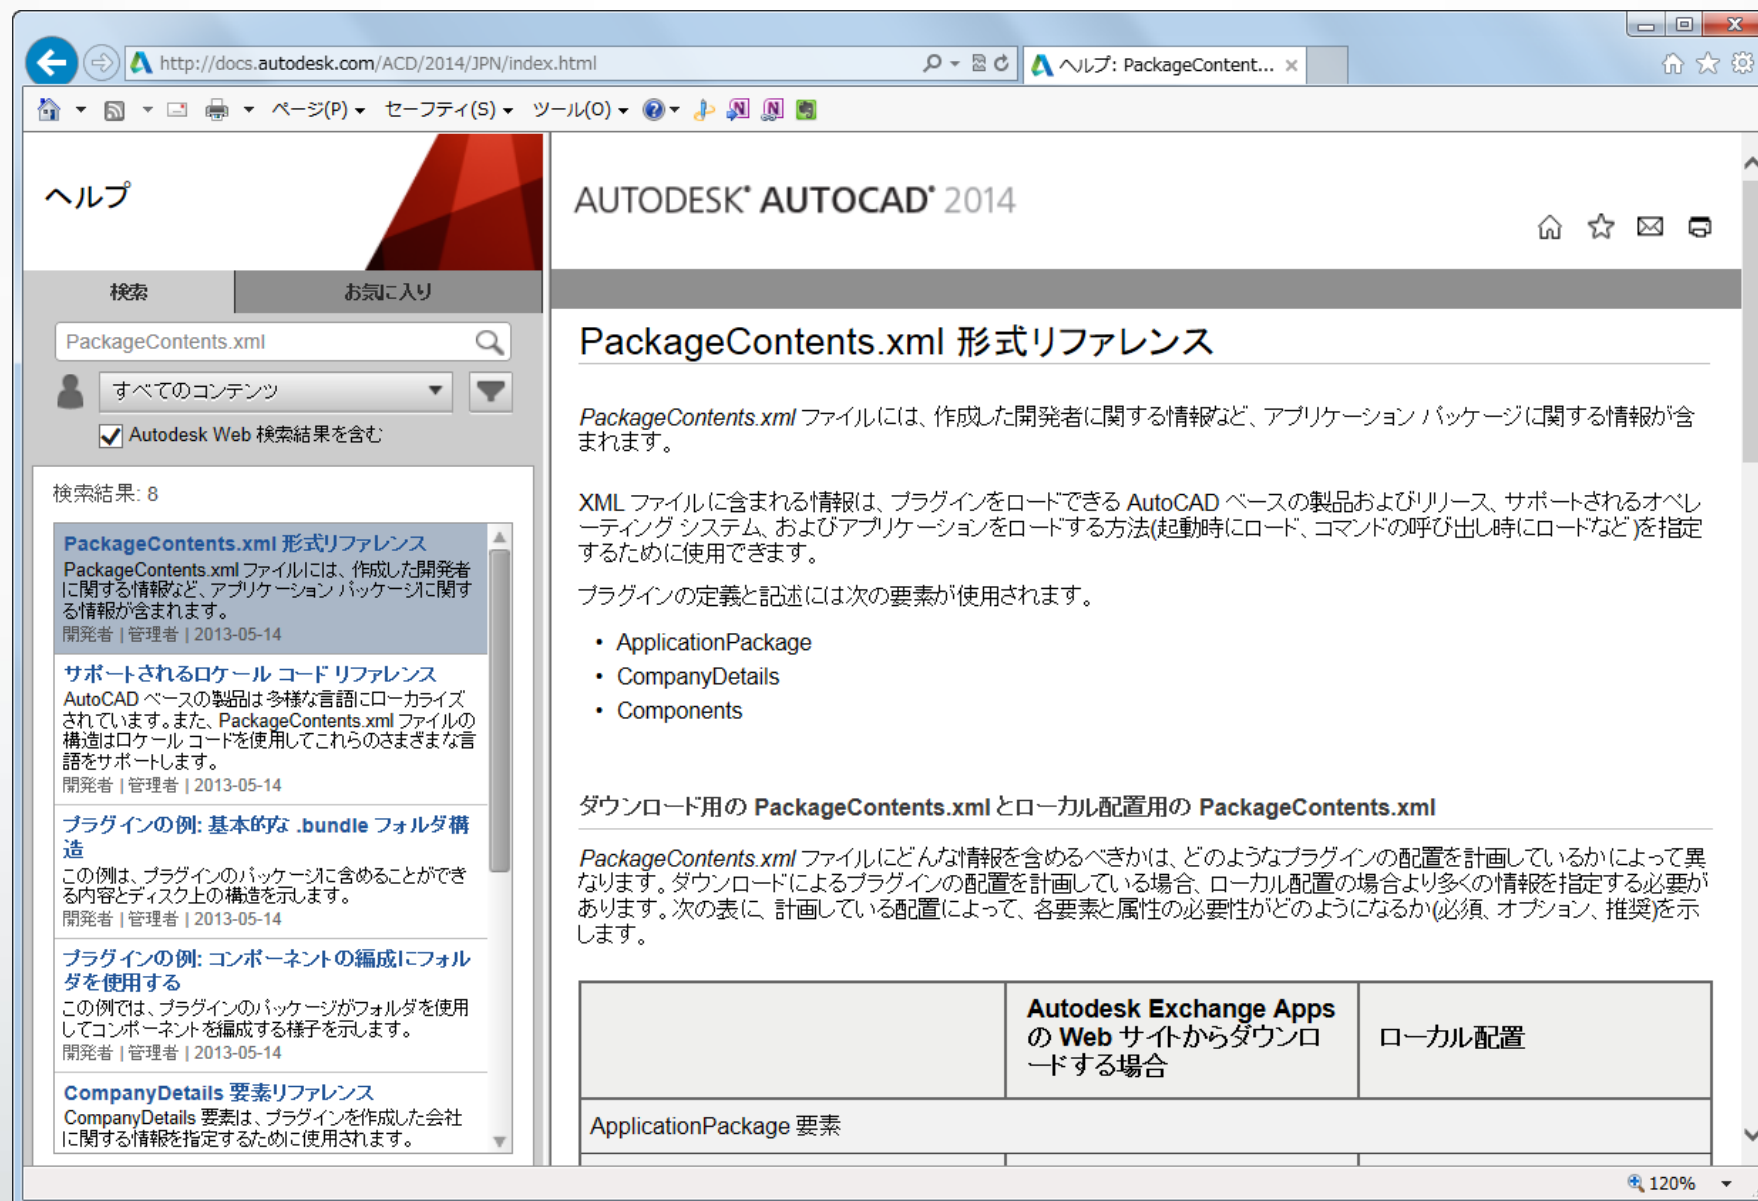 http://docs.autodesk.com/ACD/2014/JPN/index.html
ヘルプ: PackageContent...
ページ(P)
セーフティ(S)
ツール(O)
ヘルプ
AUTODESK® AUTOCAD® 2014
検索
お気に入り
PackageContents.xml
すべてのコンテンツ
Autodesk Web 検索結果を含む
検索結果: 8
PackageContents.xml 形式リファレンス
PackageContents.xml ファイルには、作成した開発者
に関する情報など、アプリケーション パッケージに関す
る情報が含まれます。
開発者 | 管理者 | 2013-05-14
サポートされるロケール コード リファレンス
AutoCAD ベースの製品は多様な言語にローカライズ
されています。また、PackageContents.xml ファイルの
構造はロケール コードを使用してこれらのさまざまな言
語をサポートします。
開発者 | 管理者 | 2013-05-14
プラグインの例: 基本的な .bundle フォルダ構
造
この例は、プラグインのパッケージに含めることができ
る内容とディスク上の構造を示します。
開発者 | 管理者 | 2013-05-14
プラグインの例: コンポーネントの編成にフォル
ダを使用する
この例では、プラグインのパッケージがフォルダを使用
してコンポーネントを編成する様子を示します。
開発者 | 管理者 | 2013-05-14
CompanyDetails 要素リファレンス
CompanyDetails 要素は、プラグインを作成した会社
に関する情報を指定するために使用されます。
PackageContents.xml 形式リファレンス
PackageContents.xml ファイルには、作成した開発者に関する情報など、アプリケーション パッケージに関する情報が含
まれます。
XML ファイルに含まれる情報は、プラグインをロードできる AutoCAD ベースの製品およびリリース、サポートされるオペレ
ーティング システム、およびアプリケーションをロードする方法(起動時にロード、コマンドの呼び出し時にロードなど)を指定
するために使用できます。
プラグインの定義と記述には次の要素が使用されます。
• ApplicationPackage
• CompanyDetails
• Components
ダウンロード用の PackageContents.xml とローカル配置用の PackageContents.xml
PackageContents.xml ファイルにどんな情報を含めるべきかは、どのようなプラグインの配置を計画しているかによって異
なります。ダウンロードによるプラグインの配置を計画している場合、ローカル配置の場合より多くの情報を指定する必要が
あります。次の表に、計画している配置によって、各要素と属性の必要性がどのようになるか(必須、オプション、推奨)を示
します。
Autodesk Exchange Apps
の Web サイトからダウンロ
ードする場合
ローカル配置
ApplicationPackage 要素
120%